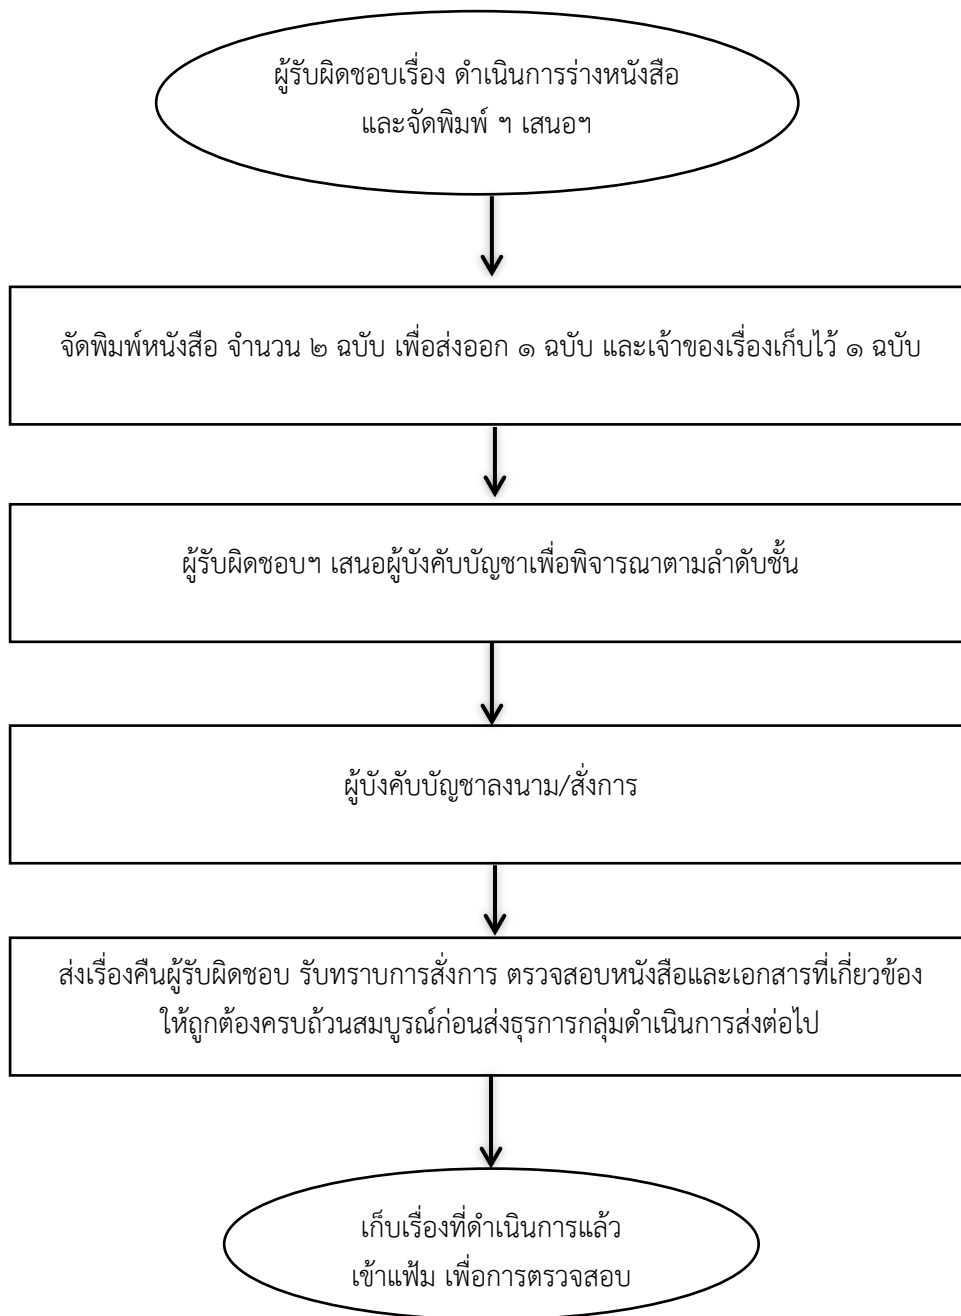 ผู้รับผิดชอบเรื่อง ดำเนินการร่างหนังสือ
และจัดพิมพ์ ฯ เสนอฯ
จัดพิมพ์หนังสือ จำนวน ๒ ฉบับ เพื่อส่งออก ๑ ฉบับ และเจ้าของเรื่องเก็บไว้ ๑ ฉบับ
ผู้รับผิดชอบฯ เสนอผู้บังคับบัญชาเพื่อพิจารณาตามลำดับชั้น
ผู้บังคับบัญชาลงนาม/สั่งการ
ส่งเรื่องคืนผู้รับผิดชอบ รับทราบการสั่งการ ตรวจสอบหนังสือและเอกสารที่เกี่ยวข้อง
ให้ถูกต้องครบถ้วนสมบูรณ์ก่อนส่งธุรการกลุ่มดำเนินการส่งต่อไป
เก็บเรื่องที่ดำเนินการแล้ว
เข้าแฟ้ม เพื่อการตรวจสอบ